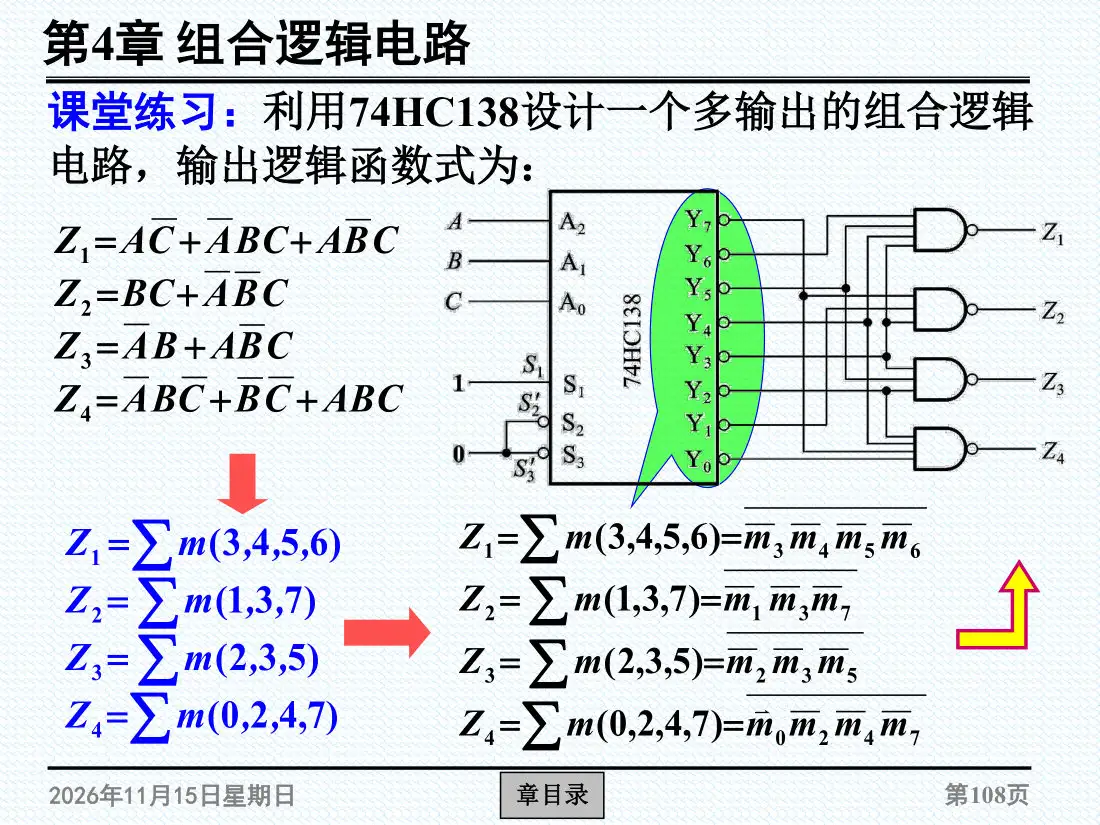 第4章 组合逻辑电路
课堂练习：利用74HC138设计一个多输出的组合逻辑
电路，输出逻辑函数式为：
Z₁=AC̅+A̅BC+AB̅C
Z₂=BC+A̅B̅C
Z₃=A̅B+AB̅C
Z₄=A̅BC̅+B̅C̅+ABC
A
B
C
1
0
S₁
S₂′
S₃′
A₂
A₁
A₀
S₁
S₂
S₃
74HC138
Y₇
Y₆
Y₅
Y₄
Y₃
Y₂
Y₁
Y₀
Z₁
Z₂
Z₃
Z₄
Z₁=∑m(3,4,5,6)
Z₂=∑m(1,3,7)
Z₃=∑m(2,3,5)
Z₄=∑m(0,2,4,7)
Z₁=∑m(3,4,5,6)=\overline{m̅₃m̅₄m̅₅m̅₆}
Z₂=∑m(1,3,7)=\overline{m̅₁m̅₃m̅₇}
Z₃=∑m(2,3,5)=\overline{m̅₂m̅₃m̅₅}
Z₄=∑m(0,2,4,7)=\overline{m̅₀m̅₂m̅₄m̅₇}
2026年11月15日星期日
章目录
第108页